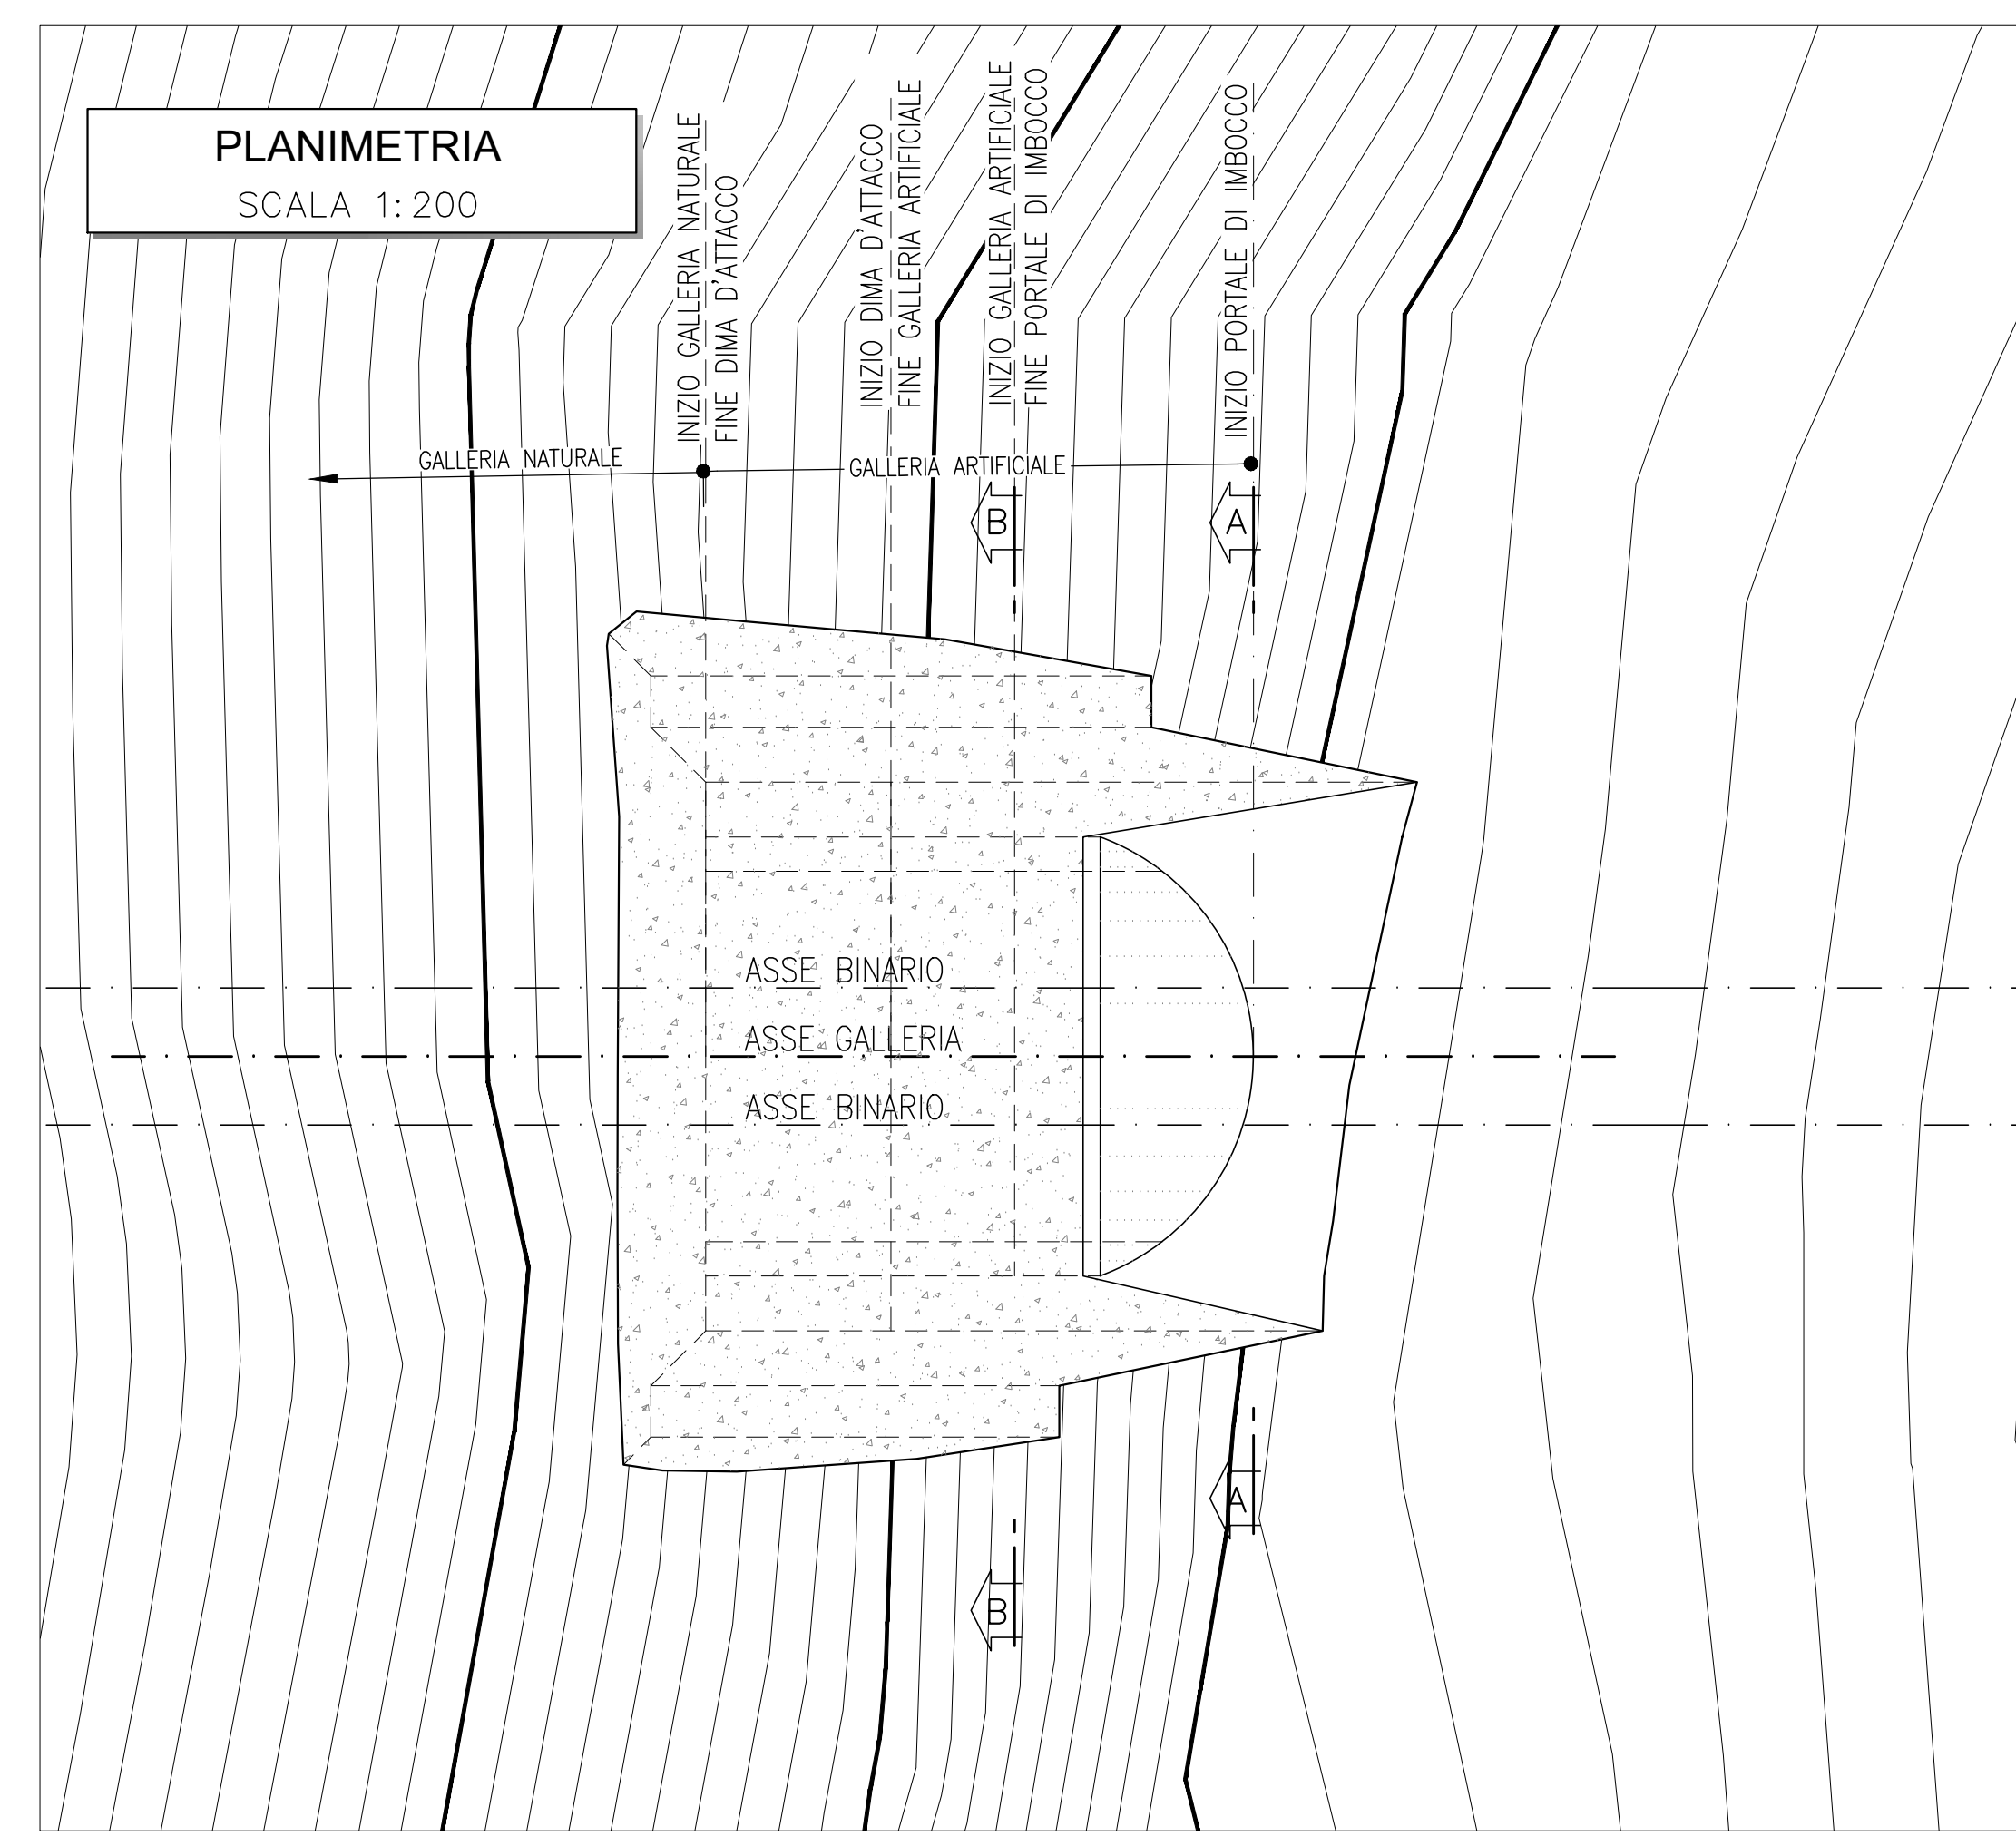 PLANIMETRIA
SCALA 1:200
INIZIO GALLERIA NATURALE
FINE DIMA D'ATTACCO
INIZIO DIMA D'ATTACCO
FINE GALLERIA ARTIFICIALE
INIZIO GALLERIA ARTIFICIALE
FINE PORTALE DI IMBOCCO
INIZIO PORTALE DI IMBOCCO
GALLERIA NATURALE
GALLERIA ARTIFICIALE
B
A
ASSE BINARIO
ASSE GALLERIA
ASSE BINARIO
A
B